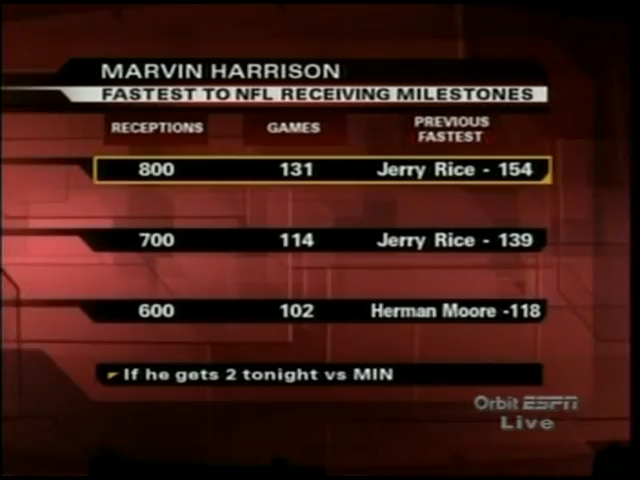 MARVIN HARRISON
FASTEST TO NFL RECEIVING MILESTONES
RECEPTIONS GAMES PREVIOUS FASTEST
800 131 Jerry Rice - 154
700 114 Jerry Rice - 139
600 102 Herman Moore -118
If he gets 2 tonight vs MIN
Orbit ESPN
Live